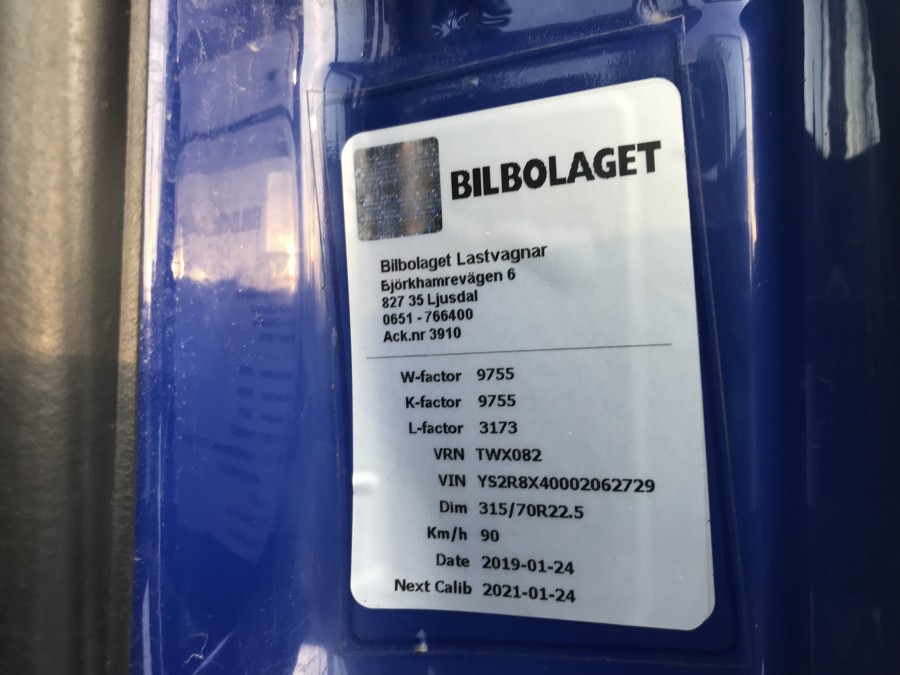 BILBOLAGET
Bilbolaget Lastvagnar
Björkhamrevägen 6
827 35 Ljusdal
0651 - 766400
Ack.nr 3910
W-factor 9755
K-factor 9755
L-factor 3173
VRN TWX082
VIN YS2R8X40002062729
Dim 315/70R22.5
Km/h 90
Date 2019-01-24
Next Calib 2021-01-24